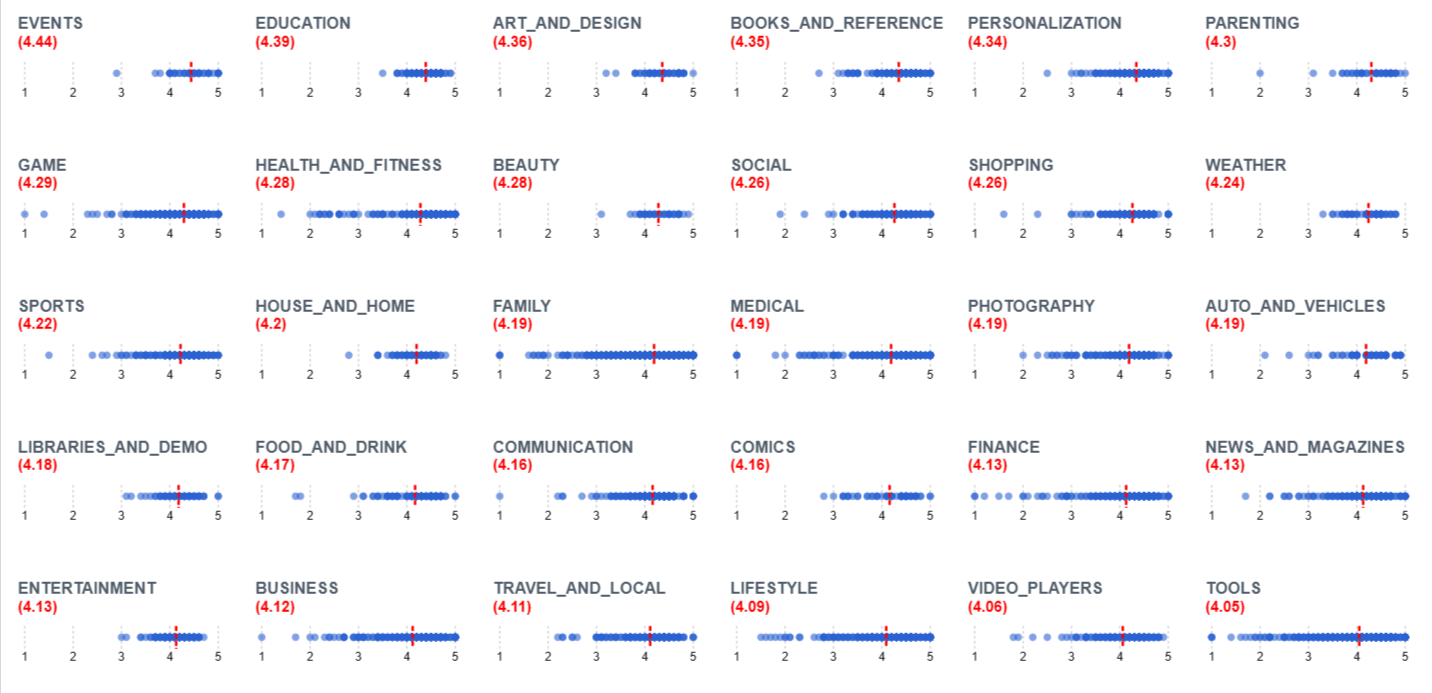 EVENTS EDUCATION ART_AND_DESIGN BOOKS_AND_REFERENCE PERSONALIZATION PARENTING
(4.44) (4.39) (4.36) (4.35) (4.34) (4.3)
1 2 3 4 5 1 2 3 4 5 1 2 3 4 5 1 2 3 4 5 1 2 3 4 5 1 2 3 4 5
GAME HEALTH_AND_FITNESS BEAUTY SOCIAL SHOPPING WEATHER
(4.29) (4.28) (4.28) (4.26) (4.26) (4.24)
1 2 3 4 5 1 2 3 4 5 1 2 3 4 5 1 2 3 4 5 1 2 3 4 5 1 2 3 4 5
SPORTS HOUSE_AND_HOME FAMILY MEDICAL PHOTOGRAPHY AUTO_AND_VEHICLES
(4.22) (4.2) (4.19) (4.19) (4.19) (4.19)
1 2 3 4 5 1 2 3 4 5 1 2 3 4 5 1 2 3 4 5 1 2 3 4 5 1 2 3 4 5
LIBRARIES_AND_DEMO FOOD_AND_DRINK COMMUNICATION COMICS FINANCE NEWS_AND_MAGAZINES
(4.18) (4.17) (4.16) (4.16) (4.13) (4.13)
1 2 3 4 5 1 2 3 4 5 1 2 3 4 5 1 2 3 4 5 1 2 3 4 5 1 2 3 4 5
ENTERTAINMENT BUSINESS TRAVEL_AND_LOCAL LIFESTYLE VIDEO_PLAYERS TOOLS
(4.13) (4.12) (4.11) (4.09) (4.06) (4.05)
1 2 3 4 5 1 2 3 4 5 1 2 3 4 5 1 2 3 4 5 1 2 3 4 5 1 2 3 4 5